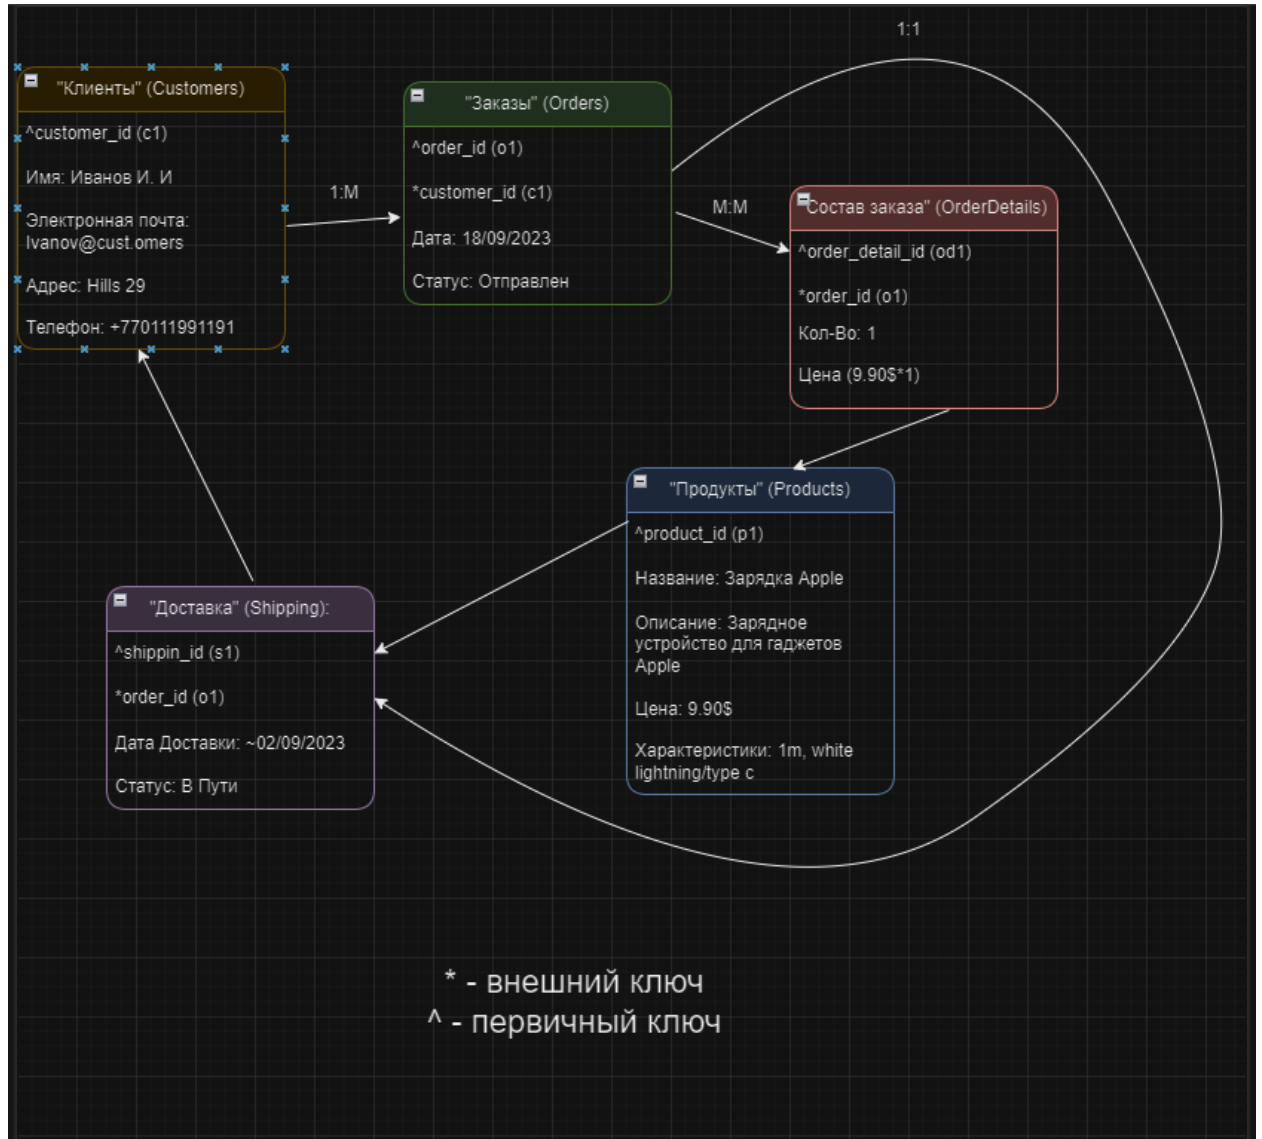 1:1
"Клиенты" (Customers)
^customer_id (c1)
Имя: Иванов И. И
Электронная почта:
Ivanov@cust.omers
Адрес: Hills 29
Телефон: +770111991191
1:M
"Заказы" (Orders)
^order_id (o1)
*customer_id (c1)
Дата: 18/09/2023
Статус: Отправлен
M:M
Состав заказа" (OrderDetails)
^order_detail_id (od1)
*order_id (o1)
Кол-Во: 1
Цена (9.90$*1)
"Продукты" (Products)
^product_id (p1)
Название: Зарядка Apple
Описание: Зарядное
устройство для гаджетов
Apple
Цена: 9.90$
Характеристики: 1m, white
lightning/type c
"Доставка" (Shipping):
^shippin_id (s1)
*order_id (o1)
Дата Доставки: ~02/09/2023
Статус: В Пути
* - внешний ключ
^ - первичный ключ